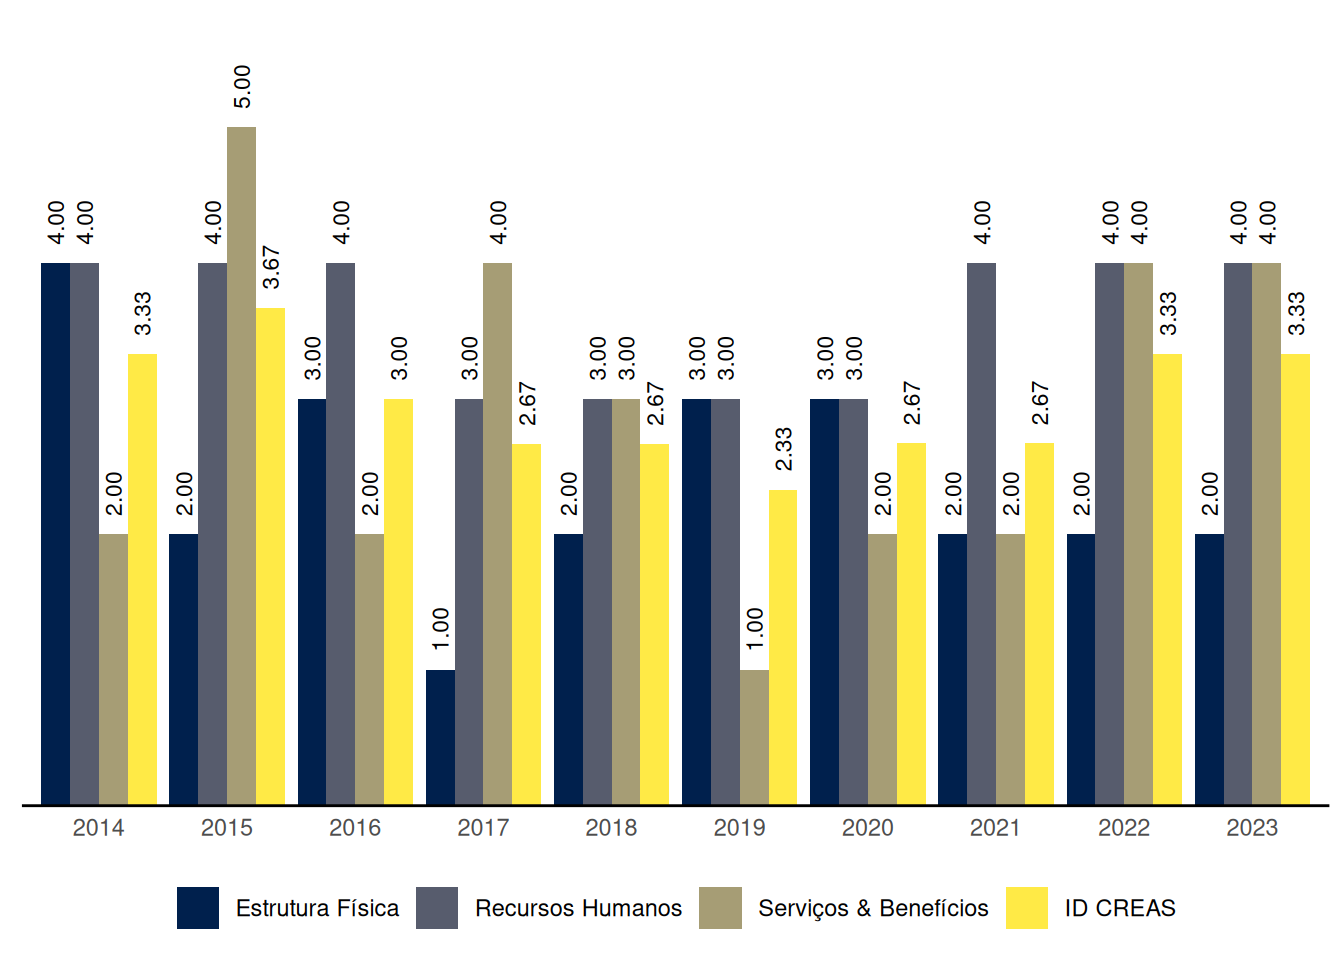 5.00
4.00 4.00 4.00 4.00 4.00 4.00 4.00 4.00 4.00 4.00
3.67
3.33 3.33 3.33
3.00 3.00 3.00 3.00 3.00 3.00 3.00 3.00 3.00
2.67 2.67 2.67 2.67
2.33
2.00 2.00 2.00 2.00 2.00 2.00 2.00 2.00 2.00
1.00 1.00
2014 2015 2016 2017 2018 2019 2020 2021 2022 2023
Estrutura Física Recursos Humanos Serviços & Benefícios ID CREAS